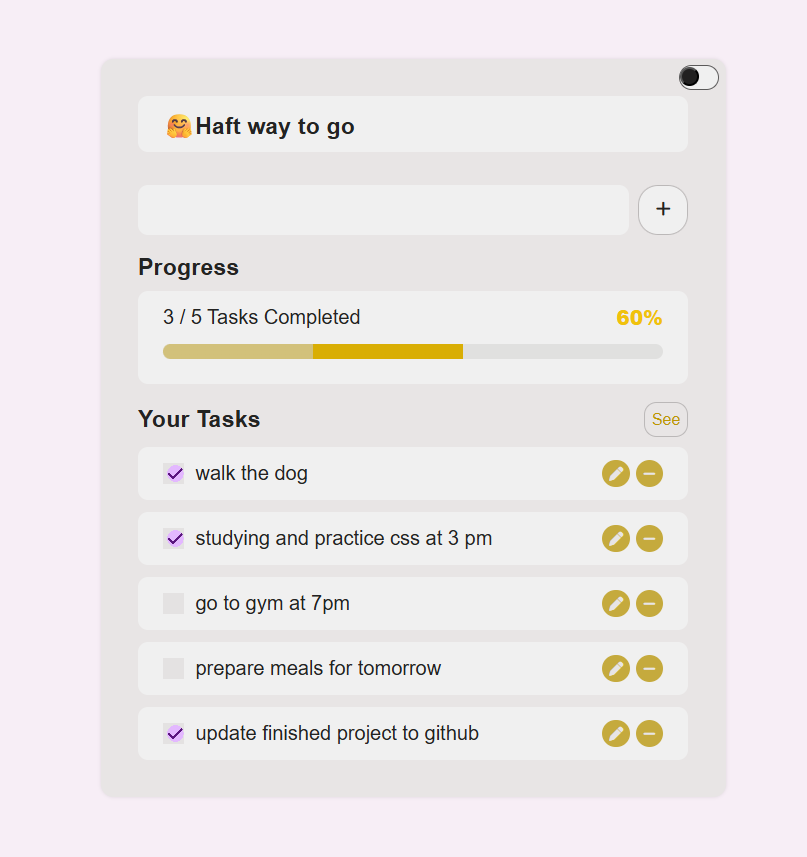 🤗Haft way to go
+
Progress
3 / 5 Tasks Completed 60%
Your Tasks See
walk the dog
studying and practice css at 3 pm
go to gym at 7pm
prepare meals for tomorrow
update finished project to github